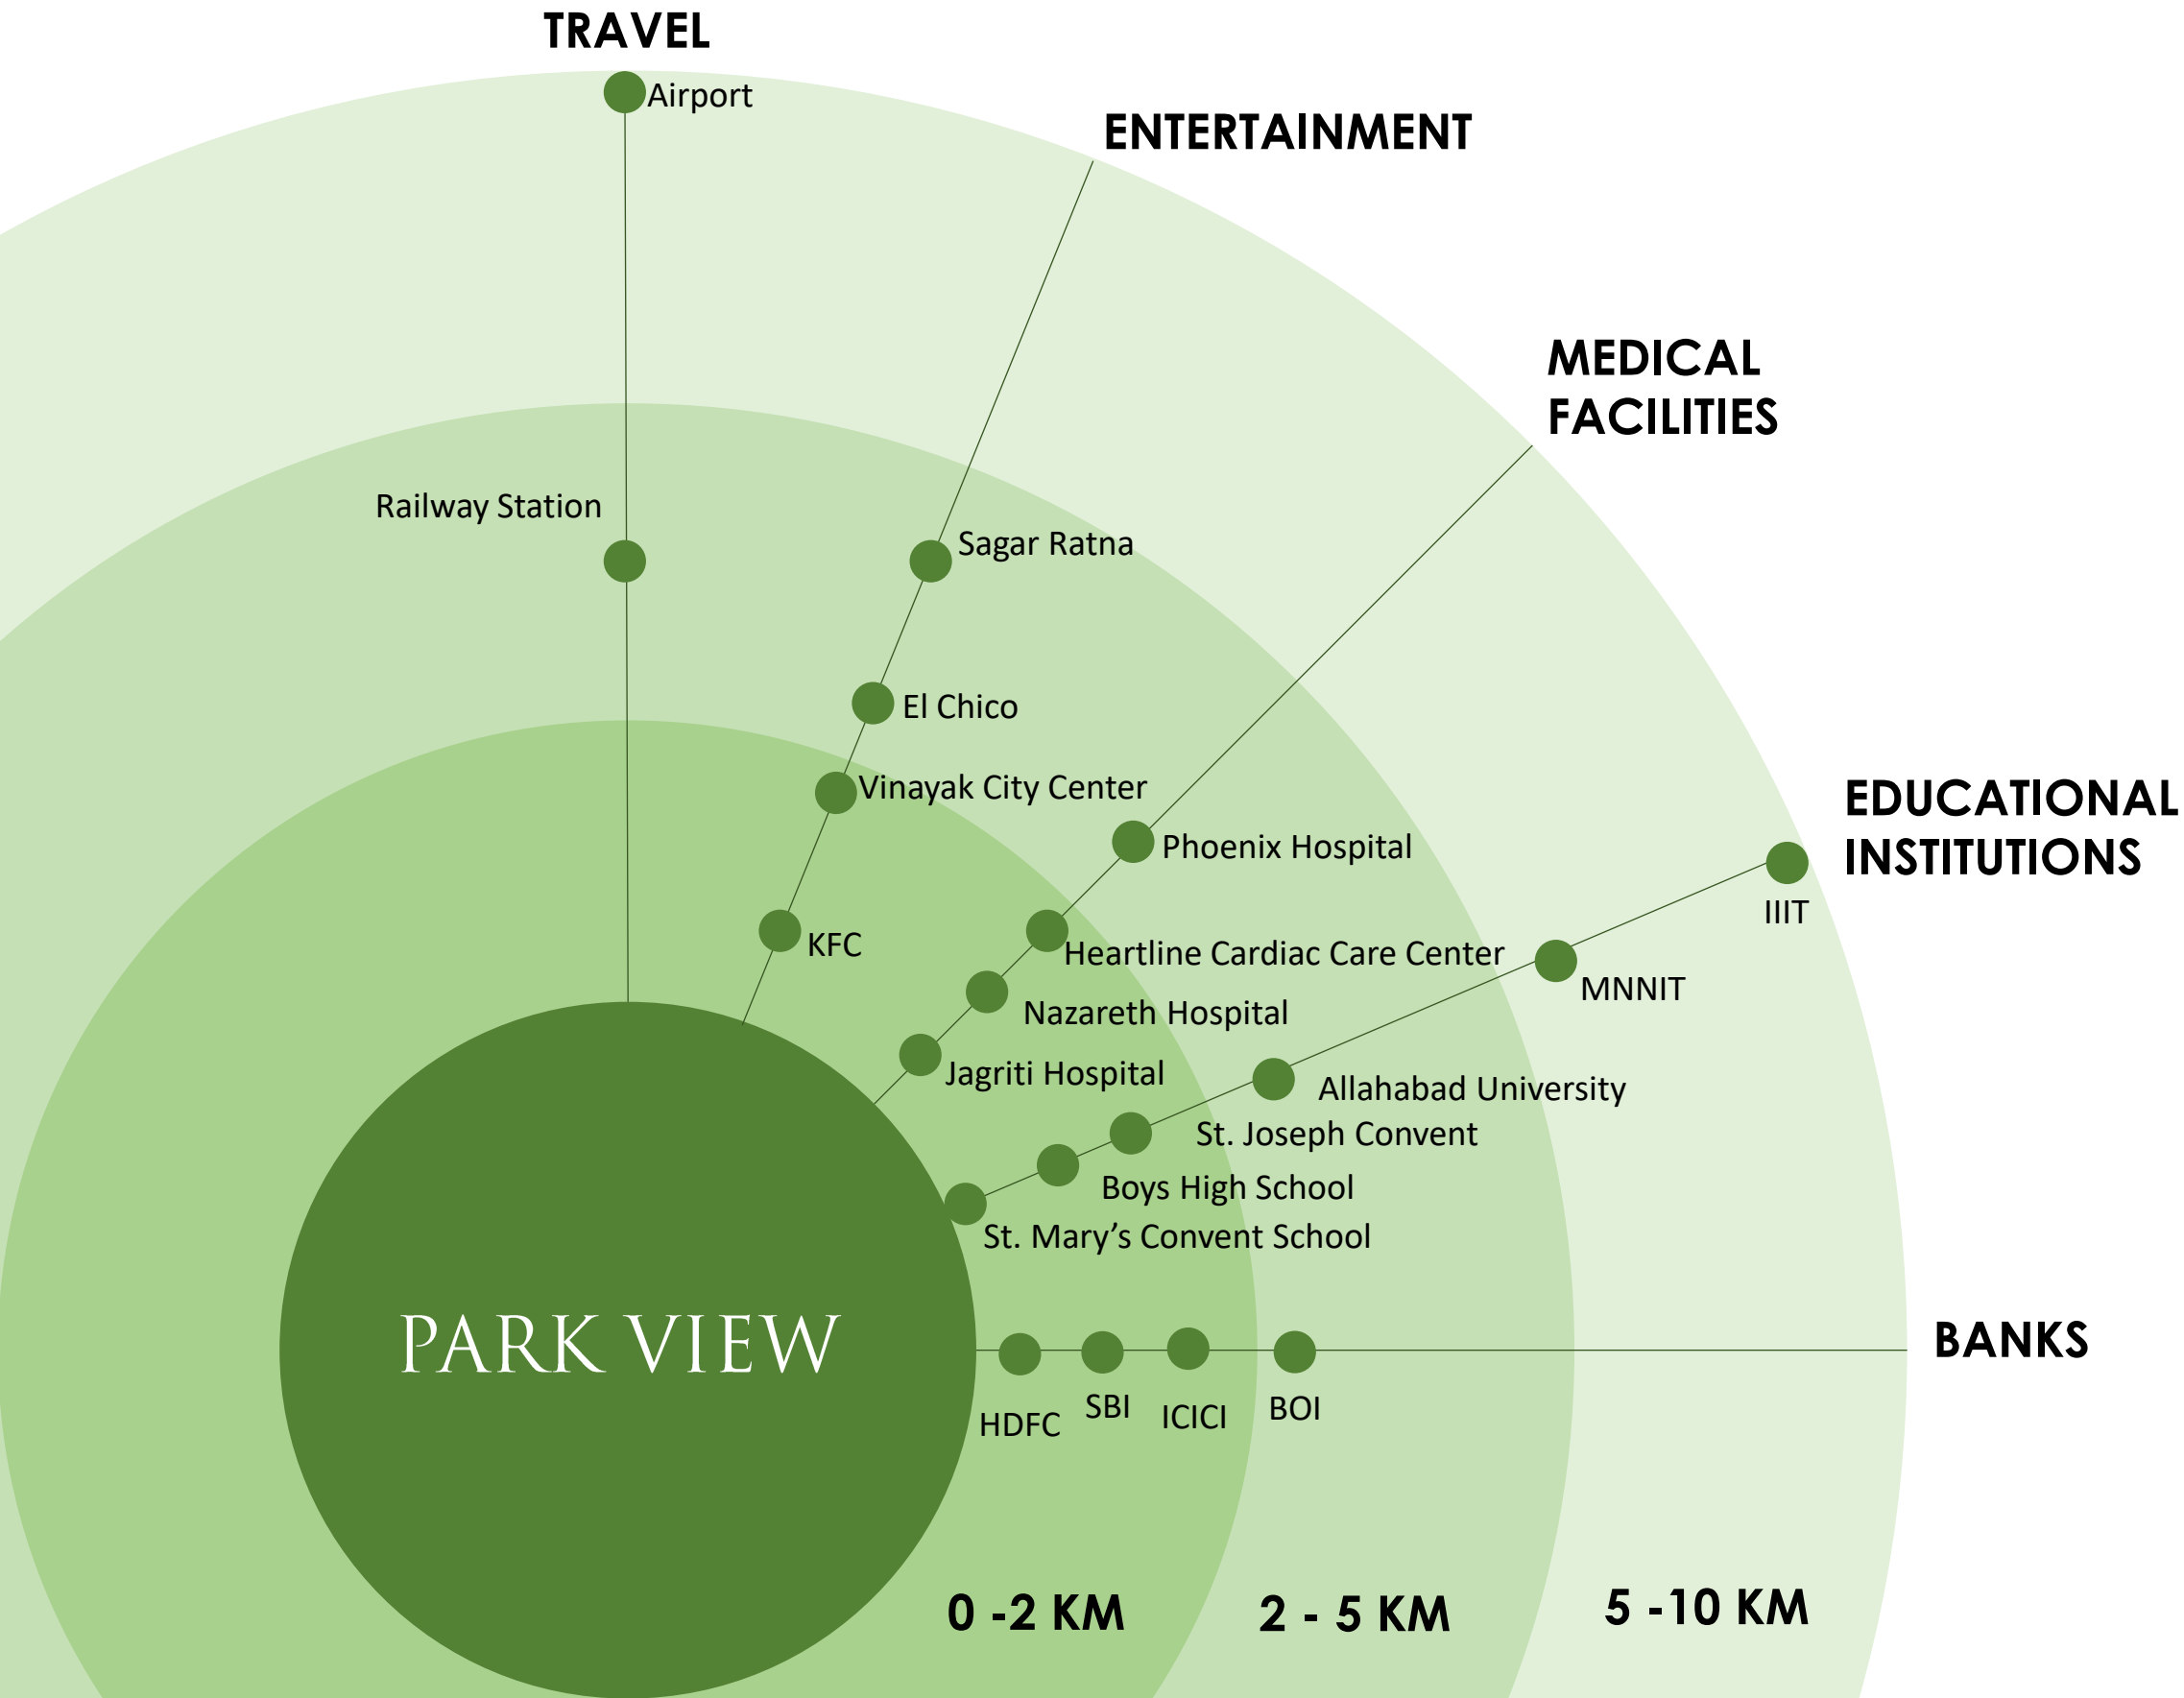 TRAVEL
Airport
ENTERTAINMENT
MEDICAL
FACILITIES
Railway Station
Sagar Ratna
El Chico
Vinayak City Center
Phoenix Hospital
EDUCATIONAL
INSTITUTIONS
IIIT
KFC
Heartline Cardiac Care Center
MNNIT
Nazareth Hospital
Jagriti Hospital
Allahabad University
St. Joseph Convent
Boys High School
St. Mary’s Convent School
PARK VIEW
BANKS
HDFC
SBI
ICICI
BOI
0 -2 KM
2 - 5 KM
5 -10 KM